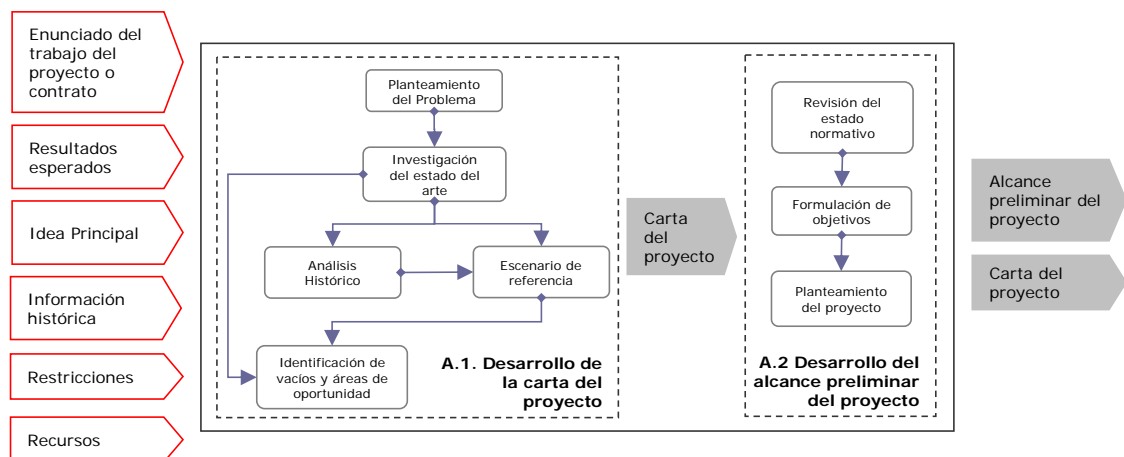 Enunciado del
trabajo del
proyecto o
contrato
Resultados
esperados
Idea Principal
Información
histórica
Restricciones
Recursos
Planteamiento
del Problema
Investigación
del estado del
arte
Análisis
Histórico
Escenario de
referencia
Identificación de
vacíos y áreas de
oportunidad
A.1. Desarrollo de
la carta del
proyecto
Carta
del
proyecto
Revisión del
estado
normativo
Formulación de
objetivos
Planteamiento
del proyecto
A.2 Desarrollo del
alcance preliminar
del proyecto
Alcance
preliminar del
proyecto
Carta del
proyecto